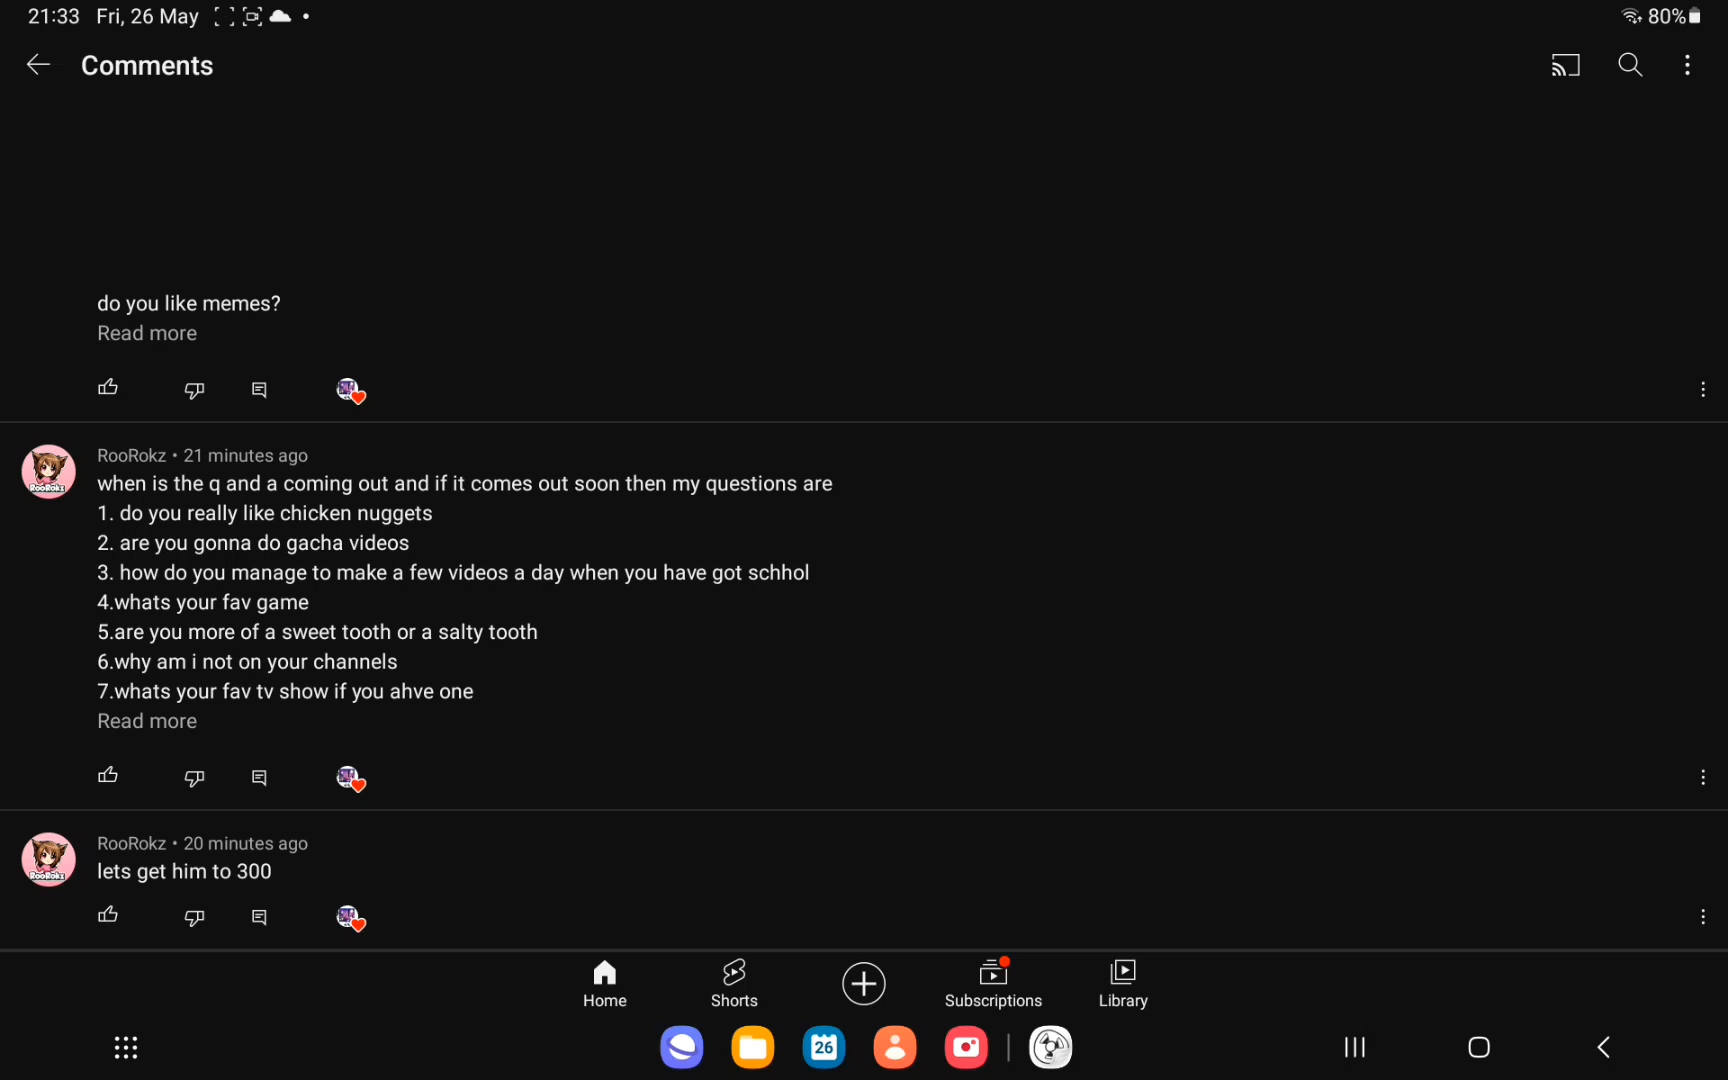 21:33 Fri, 26 May
80%
Comments
do you like memes?
Read more
RooRokz • 21 minutes ago
when is the q and a coming out and if it comes out soon then my questions are
1. do you really like chicken nuggets
2. are you gonna do gacha videos
3. how do you manage to make a few videos a day when you have got schhol
4.whats your fav game
5.are you more of a sweet tooth or a salty tooth
6.why am i not on your channels
7.whats your fav tv show if you ahve one
Read more
RooRokz
RooRokz • 20 minutes ago
lets get him to 300
RooRokz
Home
Shorts
Subscriptions
Library
26